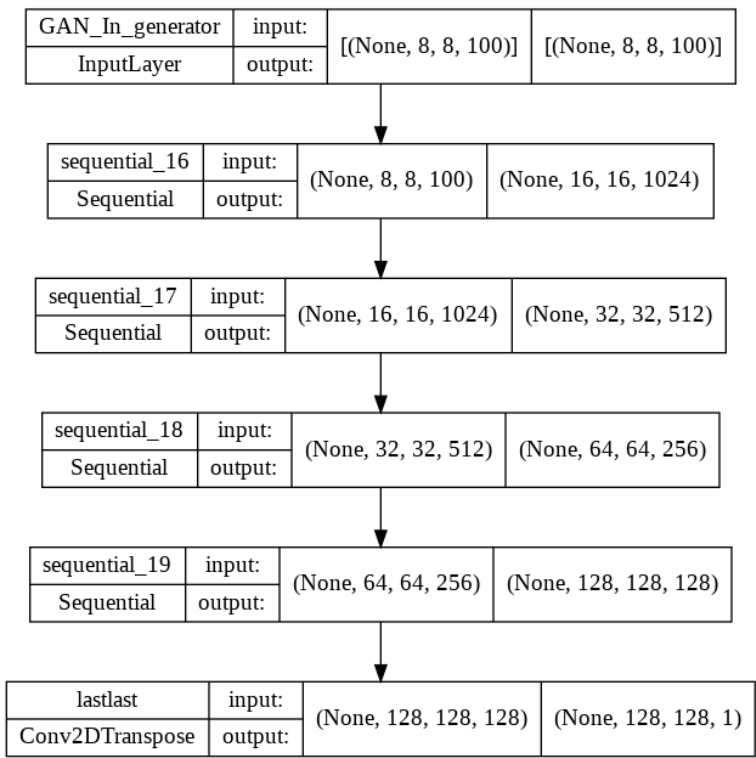 GAN_In_generator input: [(None, 8, 8, 100)] [(None, 8, 8, 100)]
InputLayer output:
sequential_16 input: (None, 8, 8, 100) (None, 16, 16, 1024)
Sequential output:
sequential_17 input: (None, 16, 16, 1024) (None, 32, 32, 512)
Sequential output:
sequential_18 input: (None, 32, 32, 512) (None, 64, 64, 256)
Sequential output:
sequential_19 input: (None, 64, 64, 256) (None, 128, 128, 128)
Sequential output:
lastlast input: (None, 128, 128, 128) (None, 128, 128, 1)
Conv2DTranspose output: